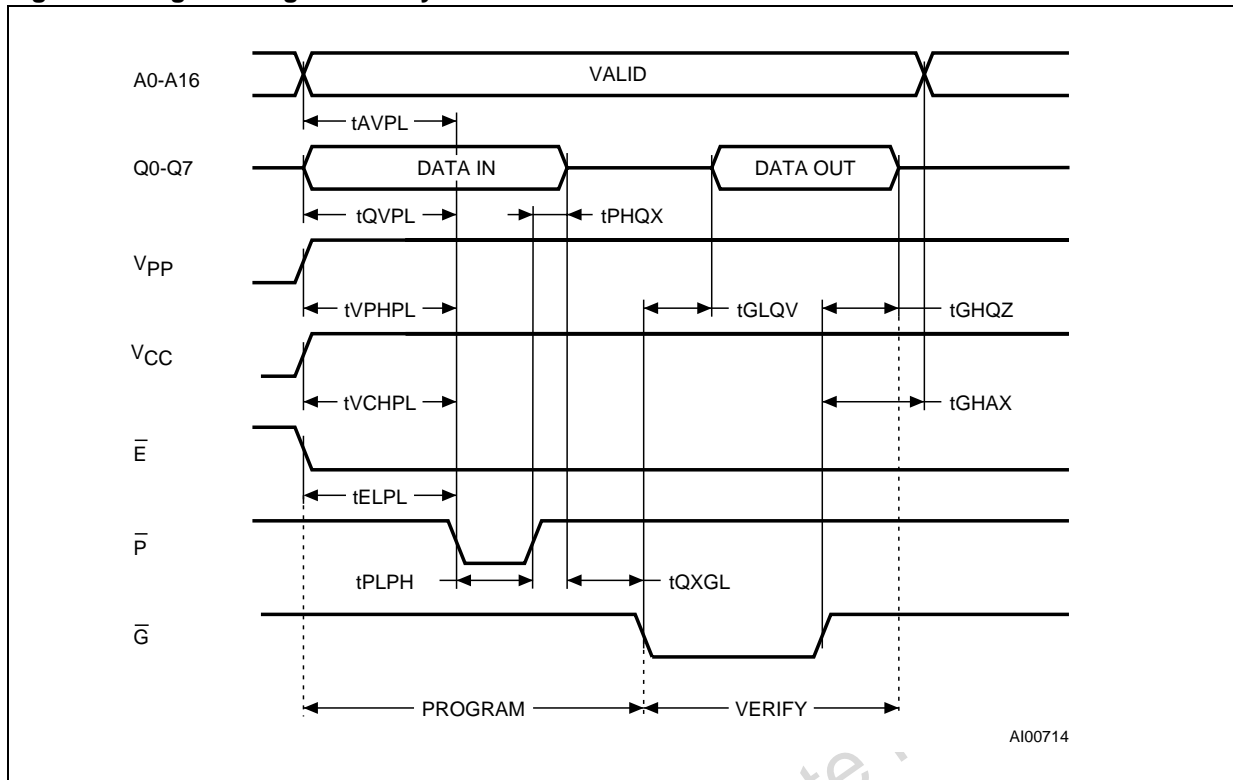 A0-A16
VALID
tAVPL
Q0-Q7
DATA IN
DATA OUT
tQVPL
tPHQX
VPP
tVPHPL
tGLQV
tGHQZ
VCC
tVCHPL
tGHAX
E
tELPL
P
tPLPH
tQXGL
G
PROGRAM
VERIFY
AI00714